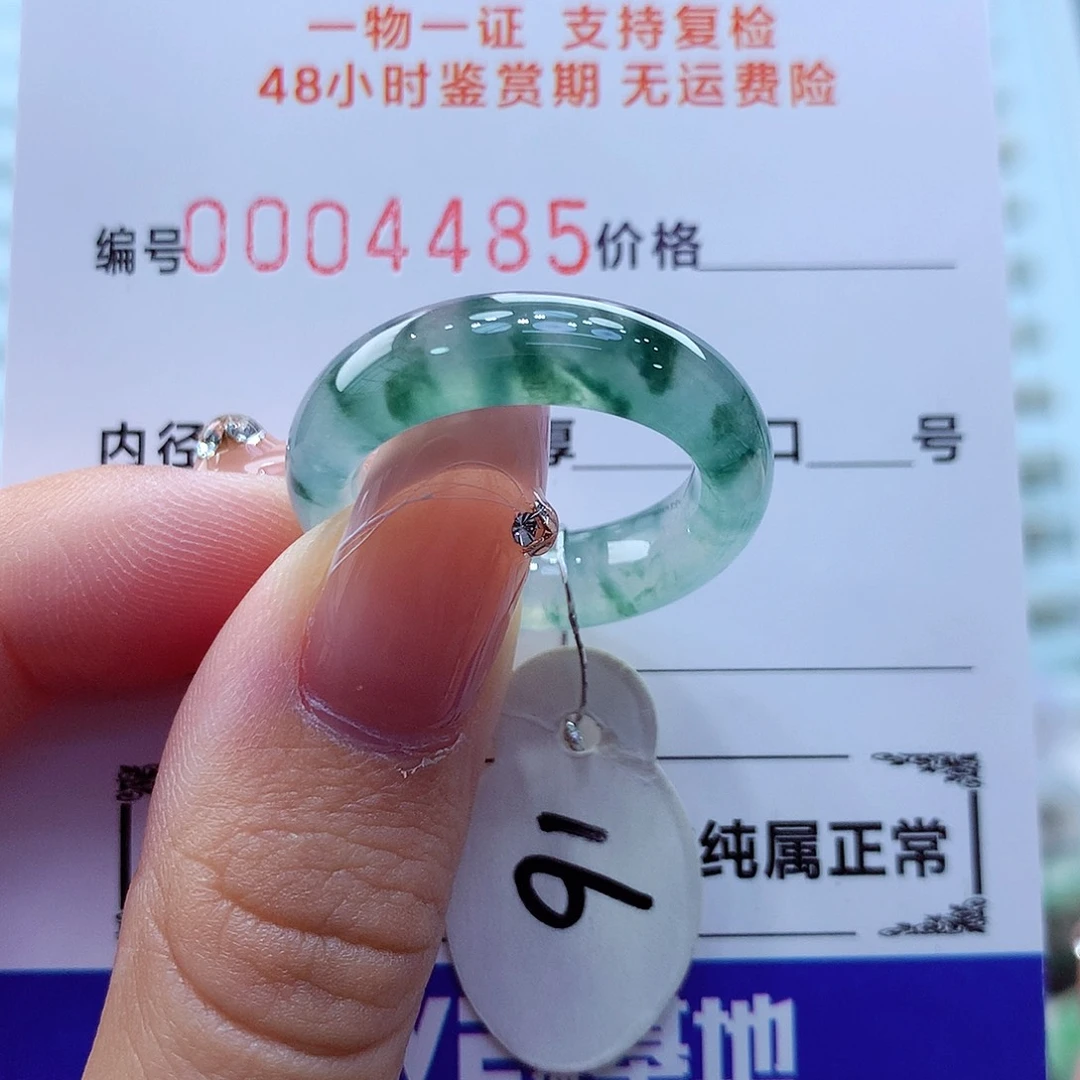 一物一证 支持复检
48小时鉴赏期 无运费险
编号0004485价格
内径 厚 口 号
纯属正常
基地